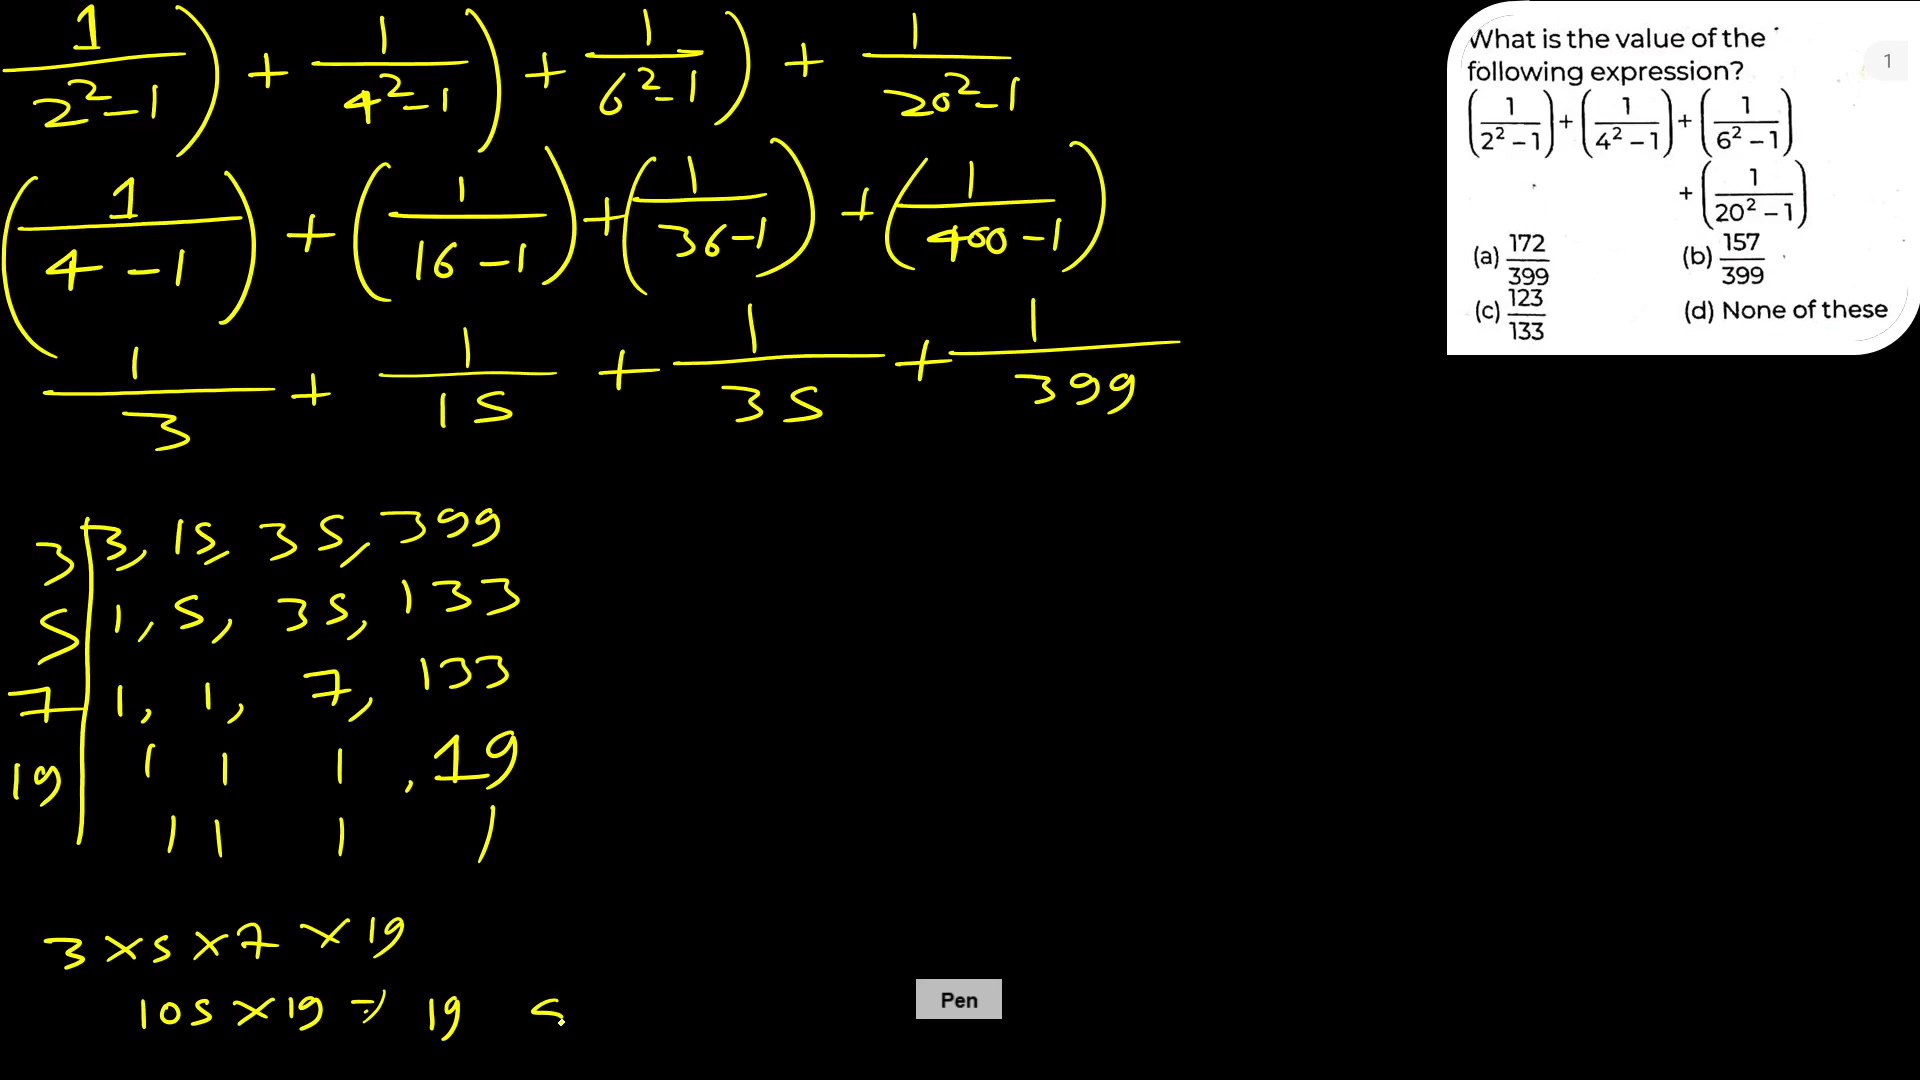 1/(2²-1)) + 1/(4²-1)) + 1/(6²-1)) + 1/(20²-1)
(1/(4-1)) + (1/(16-1)) + (1/(36-1)) + (1/(400-1))
1/3 + 1/15 + 1/35 + 1/399
3 | 3, 15, 35, 399
5 | 1, 5, 35, 133
7 | 1, 1, 7, 133
19 | 1 1 1 , 19
1 1 1 1
3 × 5 × 7 × 19
105 × 19 ⇒ 19
Pen
What is the value of the
following expression?
(1/(2² -1)) + (1/(4² -1)) + (1/(6² -1))
+ (1/(20² -1))
(a) 172/399 (b) 157/399
(c) 123/133 (d) None of these
1